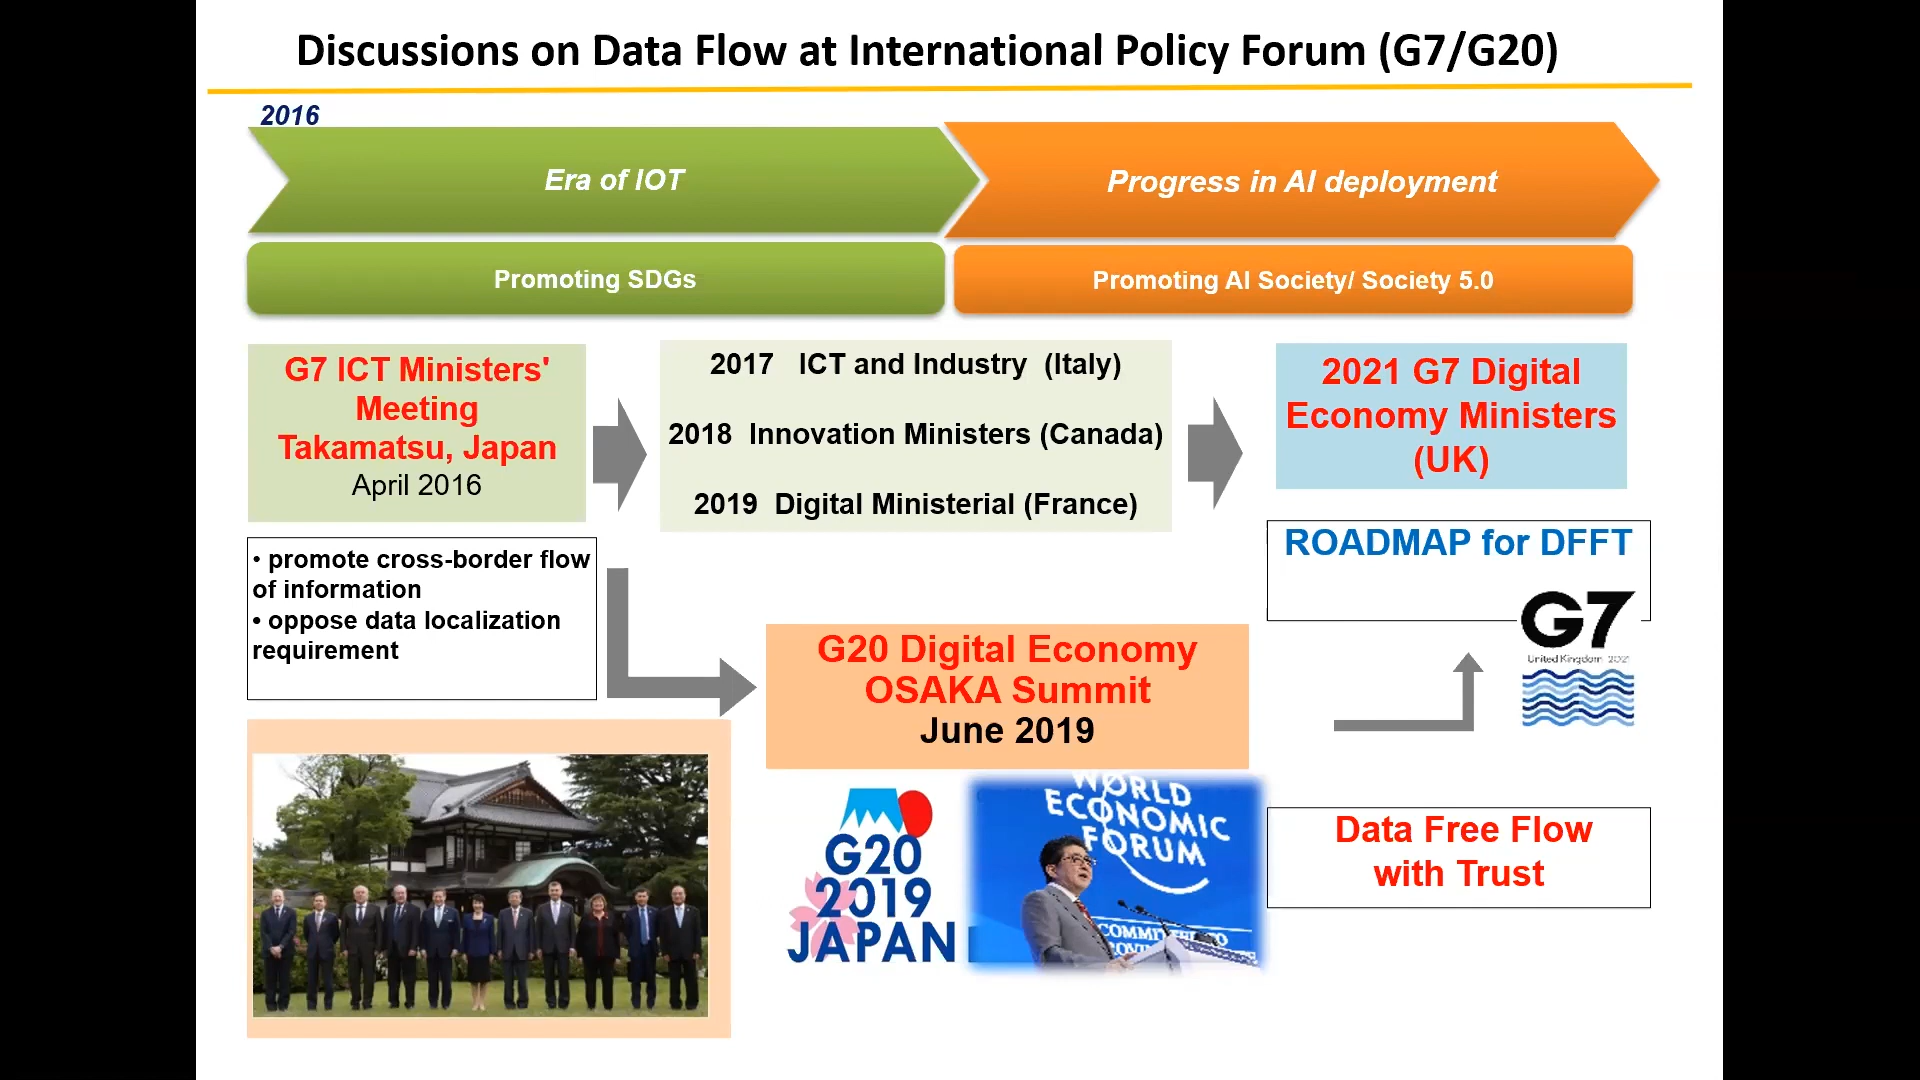 Discussions on Data Flow at International Policy Forum (G7/G20)
2016
Era of IOT
Progress in AI deployment
Promoting SDGs
Promoting AI Society/ Society 5.0
G7 ICT Ministers'
Meeting
Takamatsu, Japan
April 2016
2017 ICT and Industry (Italy)
2018 Innovation Ministers (Canada)
2019 Digital Ministerial (France)
2021 G7 Digital
Economy Ministers
(UK)
• promote cross-border flow
of information
• oppose data localization
requirement
ROADMAP for DFFT
G7
United Kingdom 2021
G20 Digital Economy
OSAKA Summit
June 2019
G20
2019
JAPAN
WORLD
ECONOMIC
FORUM
Data Free Flow
with Trust